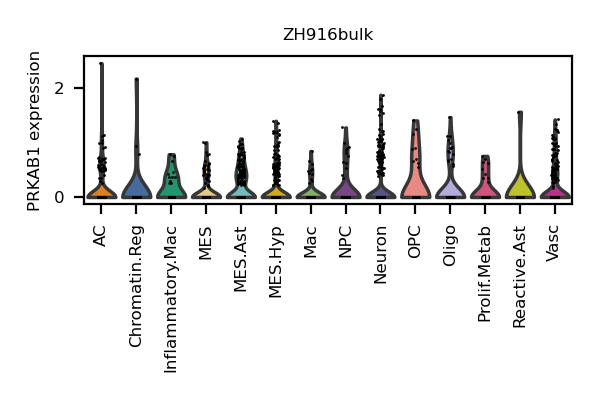 ZH916bulk
PRKAB1 expression
2
0
AC
Chromatin.Reg
Inflammatory.Mac
MES
MES.Ast
MES.Hyp
Mac
NPC
Neuron
OPC
Oligo
Prolif.Metab
Reactive.Ast
Vasc